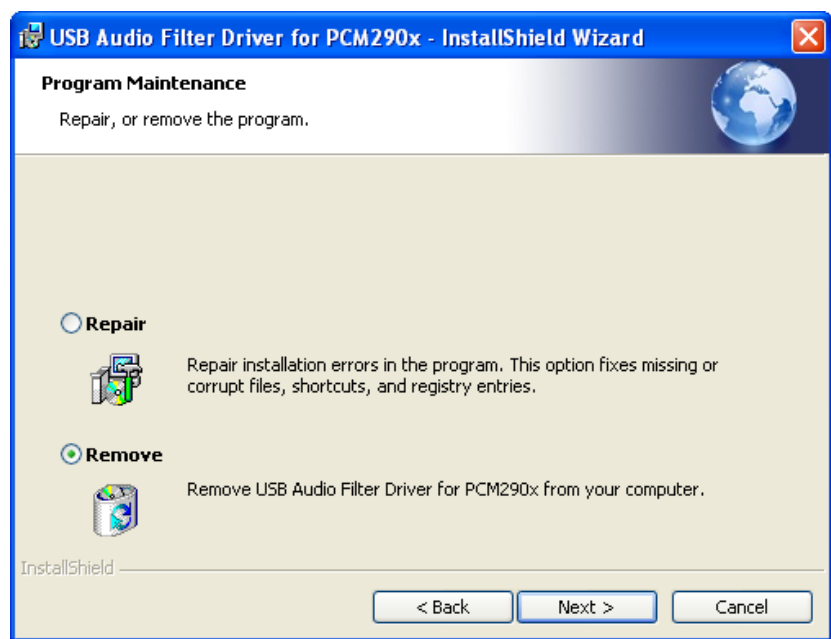 USB Audio Filter Driver for PCM290x - InstallShield Wizard
Program Maintenance
Repair, or remove the program.
Repair
Repair installation errors in the program. This option fixes missing or
corrupt files, shortcuts, and registry entries.
Remove
Remove USB Audio Filter Driver for PCM290x from your computer.
InstallShield
< Back
Next >
Cancel